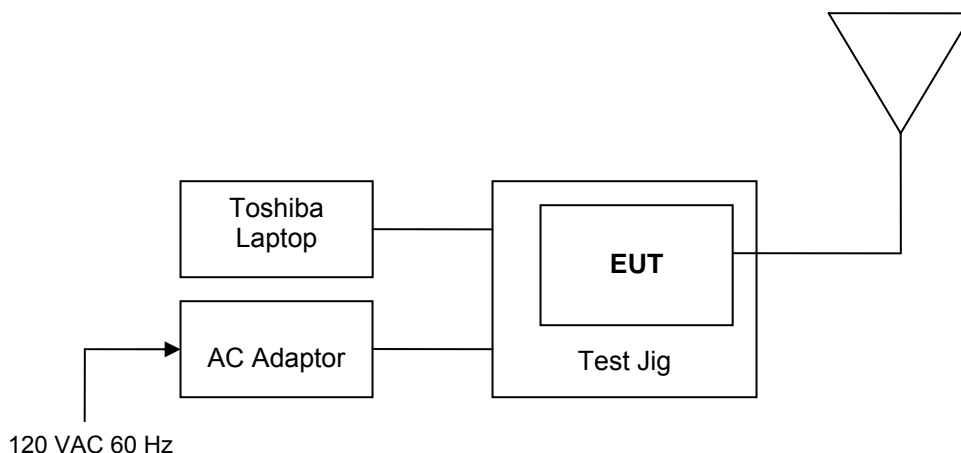 Toshiba
Laptop
EUT
AC Adaptor
Test Jig
120 VAC 60 Hz